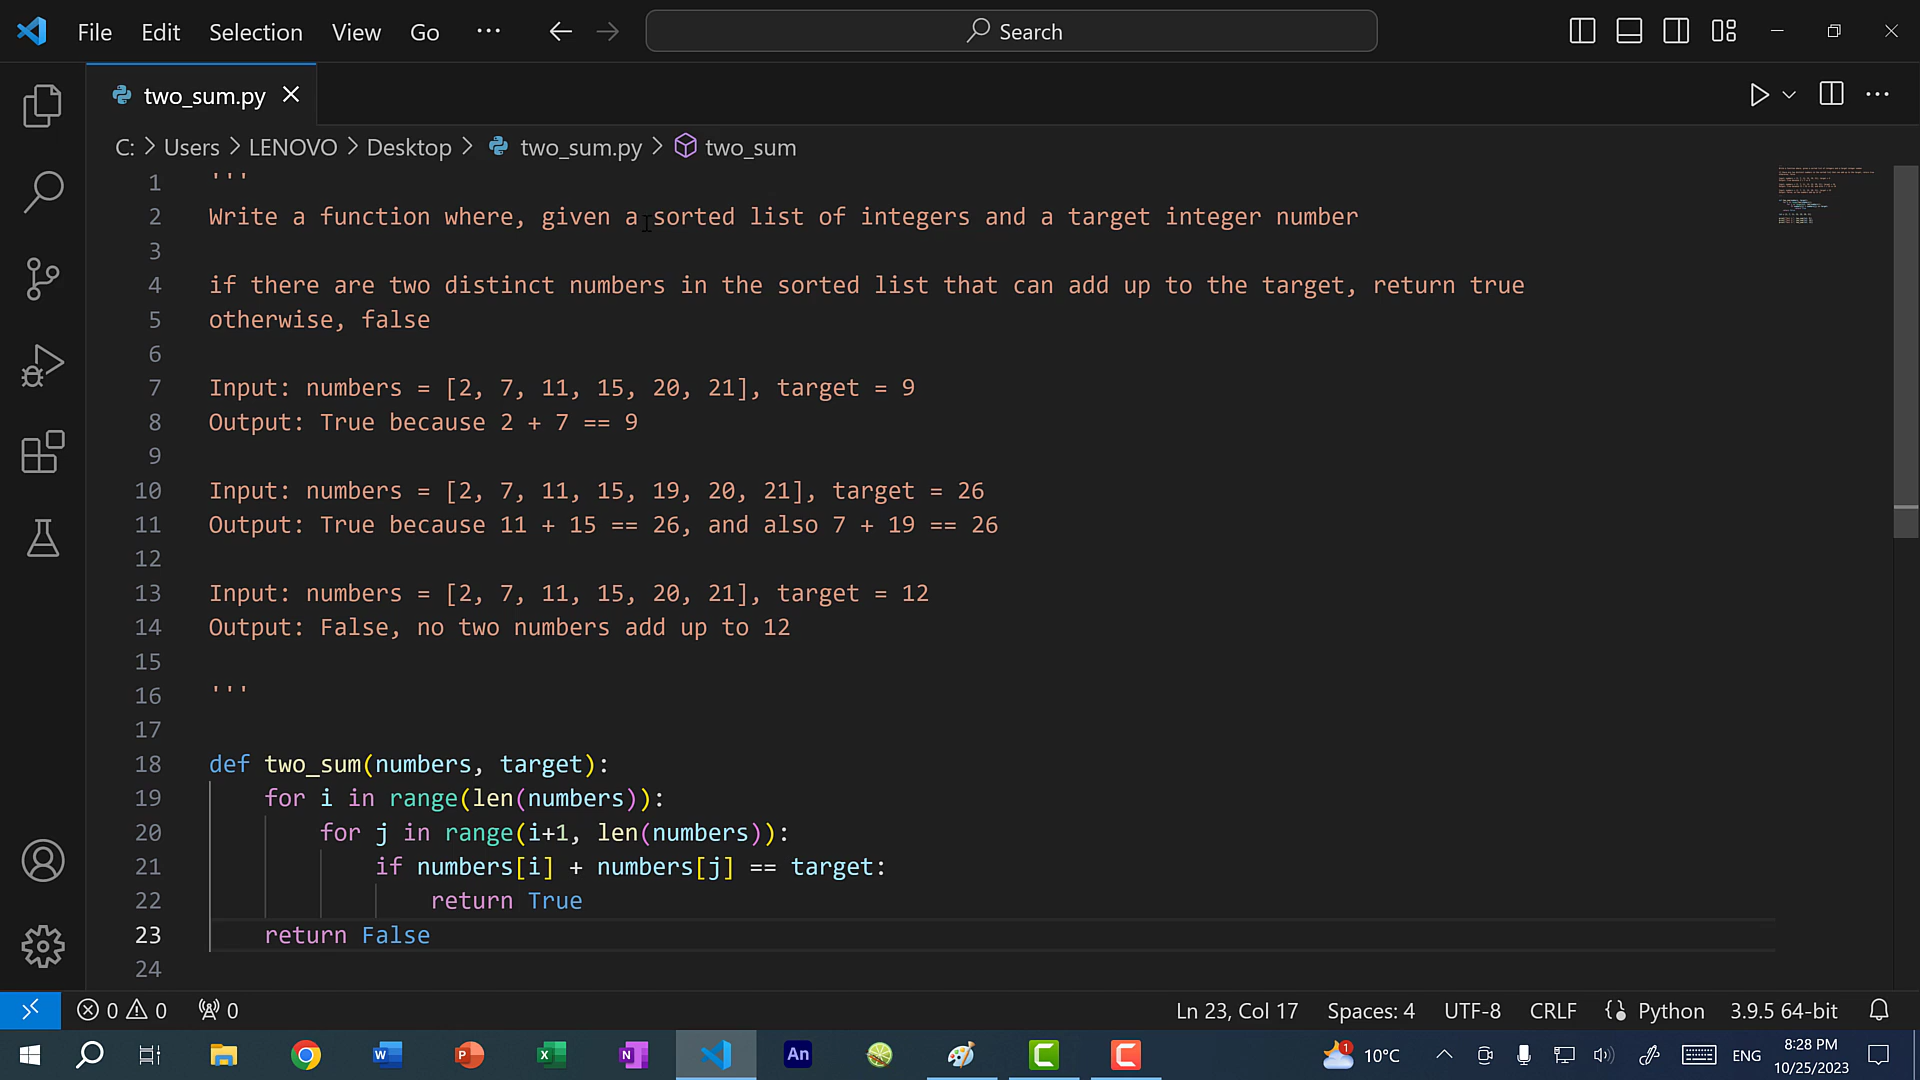 File Edit Selection View Go ··· Search
two_sum.py
C: > Users > LENOVO > Desktop > two_sum.py > two_sum
1 '''
2 Write a function where, given a sorted list of integers and a target integer number
3
4 if there are two distinct numbers in the sorted list that can add up to the target, return true
5 otherwise, false
6
7 Input: numbers = [2, 7, 11, 15, 20, 21], target = 9
8 Output: True because 2 + 7 == 9
9
10 Input: numbers = [2, 7, 11, 15, 19, 20, 21], target = 26
11 Output: True because 11 + 15 == 26, and also 7 + 19 == 26
12
13 Input: numbers = [2, 7, 11, 15, 20, 21], target = 12
14 Output: False, no two numbers add up to 12
15
16 '''
17
18 def two_sum(numbers, target):
19     for i in range(len(numbers)):
20         for j in range(i+1, len(numbers)):
21             if numbers[i] + numbers[j] == target:
22                 return True
23     return False
24
0 0 0 Ln 23, Col 17 Spaces: 4 UTF-8 CRLF Python 3.9.5 64-bit
W P X N An C C 1 10°C ENG 8:28 PM
10/25/2023